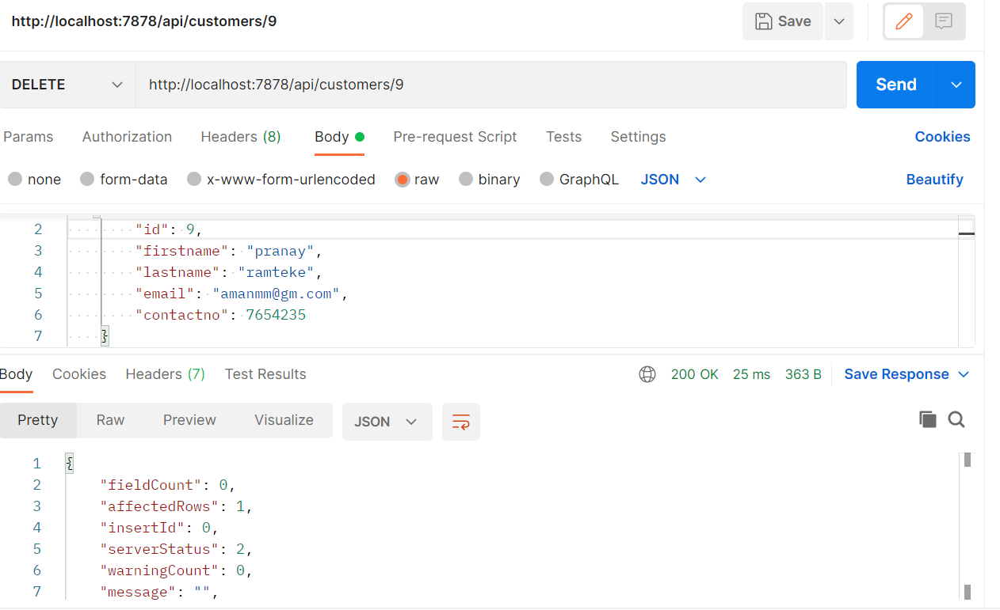 http://localhost:7878/api/customers/9 Save
DELETE http://localhost:7878/api/customers/9 Send
Params Authorization Headers (8) Body Pre-request Script Tests Settings Cookies
none form-data x-www-form-urlencoded raw binary GraphQL JSON Beautify
2 "id": 9,
3 "firstname": "pranay",
4 "lastname": "ramteke",
5 "email": "amanmm@gm.com",
6 "contactno": 7654235
7 }
Body Cookies Headers (7) Test Results 200 OK 25 ms 363 B Save Response
Pretty Raw Preview Visualize JSON
1 {
2 "fieldCount": 0,
3 "affectedRows": 1,
4 "insertId": 0,
5 "serverStatus": 2,
6 "warningCount": 0,
7 "message": "",